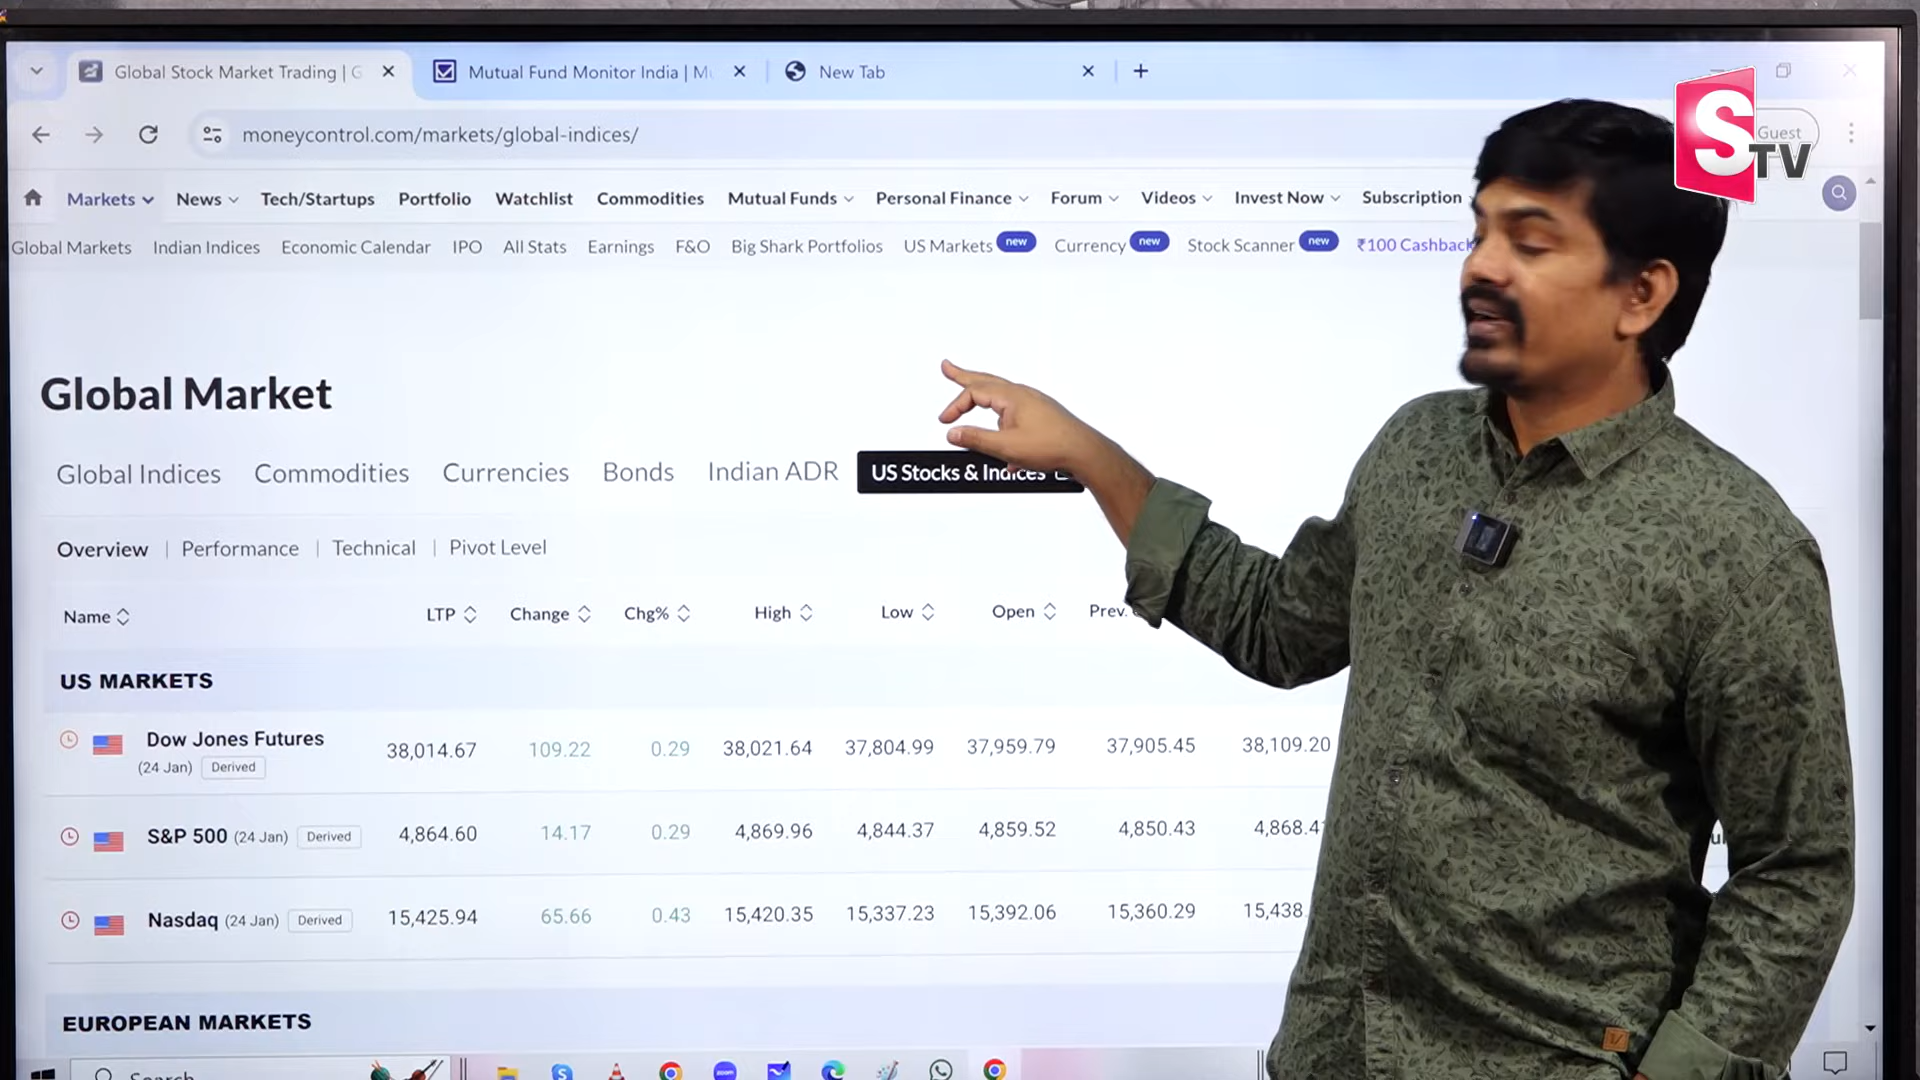 Global Stock Market Trading | G
Mutual Fund Monitor India | Mu
New Tab
moneycontrol.com/markets/global-indices/
Guest
STV
Markets News Tech/Startups Portfolio Watchlist Commodities Mutual Funds Personal Finance Forum Videos Invest Now Subscription
Global Markets Indian Indices Economic Calendar IPO All Stats Earnings F&O Big Shark Portfolios US Markets new Currency new Stock Scanner new ₹100 Cashback
Global Market
Global Indices Commodities Currencies Bonds Indian ADR US Stocks & Indices
Overview | Performance | Technical | Pivot Level
Name LTP Change Chg% High Low Open Prev.
US MARKETS
Dow Jones Futures 38,014.67 109.22 0.29 38,021.64 37,804.99 37,959.79 37,905.45 38,109.20
(24 Jan) Derived
S&P 500 (24 Jan) Derived 4,864.60 14.17 0.29 4,869.96 4,844.37 4,859.52 4,850.43 4,868.41
Nasdaq (24 Jan) Derived 15,425.94 65.66 0.43 15,420.35 15,337.23 15,392.06 15,360.29 15,438.
EUROPEAN MARKETS
Search
zoom